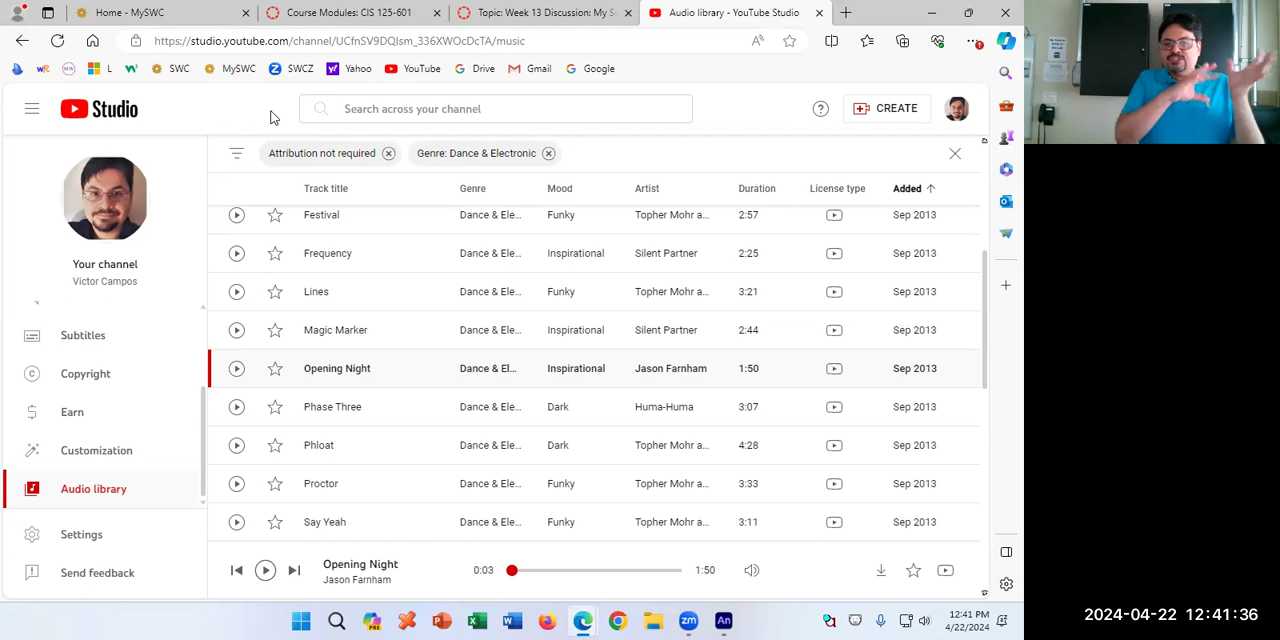 Home - MySWC
Course Modules: CIS 125-601
Topic: Week 13 Discussion: My S
Audio library - YouTube Studio
L
SWC
MySWC
SWCZ
Yahoo
YouTube
Drive
Gmail
Google
Studio
Search across your channel
CREATE
Attribution not required
Genre: Dance & Electronic
Track title Genre Mood Artist Duration License type Added
Festival Dance & Ele... Funky Topher Mohr a... 2:57 Sep 2013
Frequency Dance & Ele... Inspirational Silent Partner 2:25 Sep 2013
Lines Dance & Ele... Funky Topher Mohr a... 3:21 Sep 2013
Magic Marker Dance & Ele... Inspirational Silent Partner 2:44 Sep 2013
Opening Night Dance & El... Inspirational Jason Farnham 1:50 Sep 2013
Phase Three Dance & Ele... Dark Huma-Huma 3:07 Sep 2013
Phloat Dance & Ele... Dark Topher Mohr a... 4:28 Sep 2013
Proctor Dance & Ele... Funky Topher Mohr a... 3:33 Sep 2013
Say Yeah Dance & Ele... Funky Topher Mohr a... 3:11 Sep 2013
Your channel
Victor Campos
Subtitles
Copyright
Earn
Customization
Audio library
Settings
Send feedback
Opening Night
Jason Farnham
0:03
1:50
12:41 PM
4/22/2024
2024-04-22 12:41:36